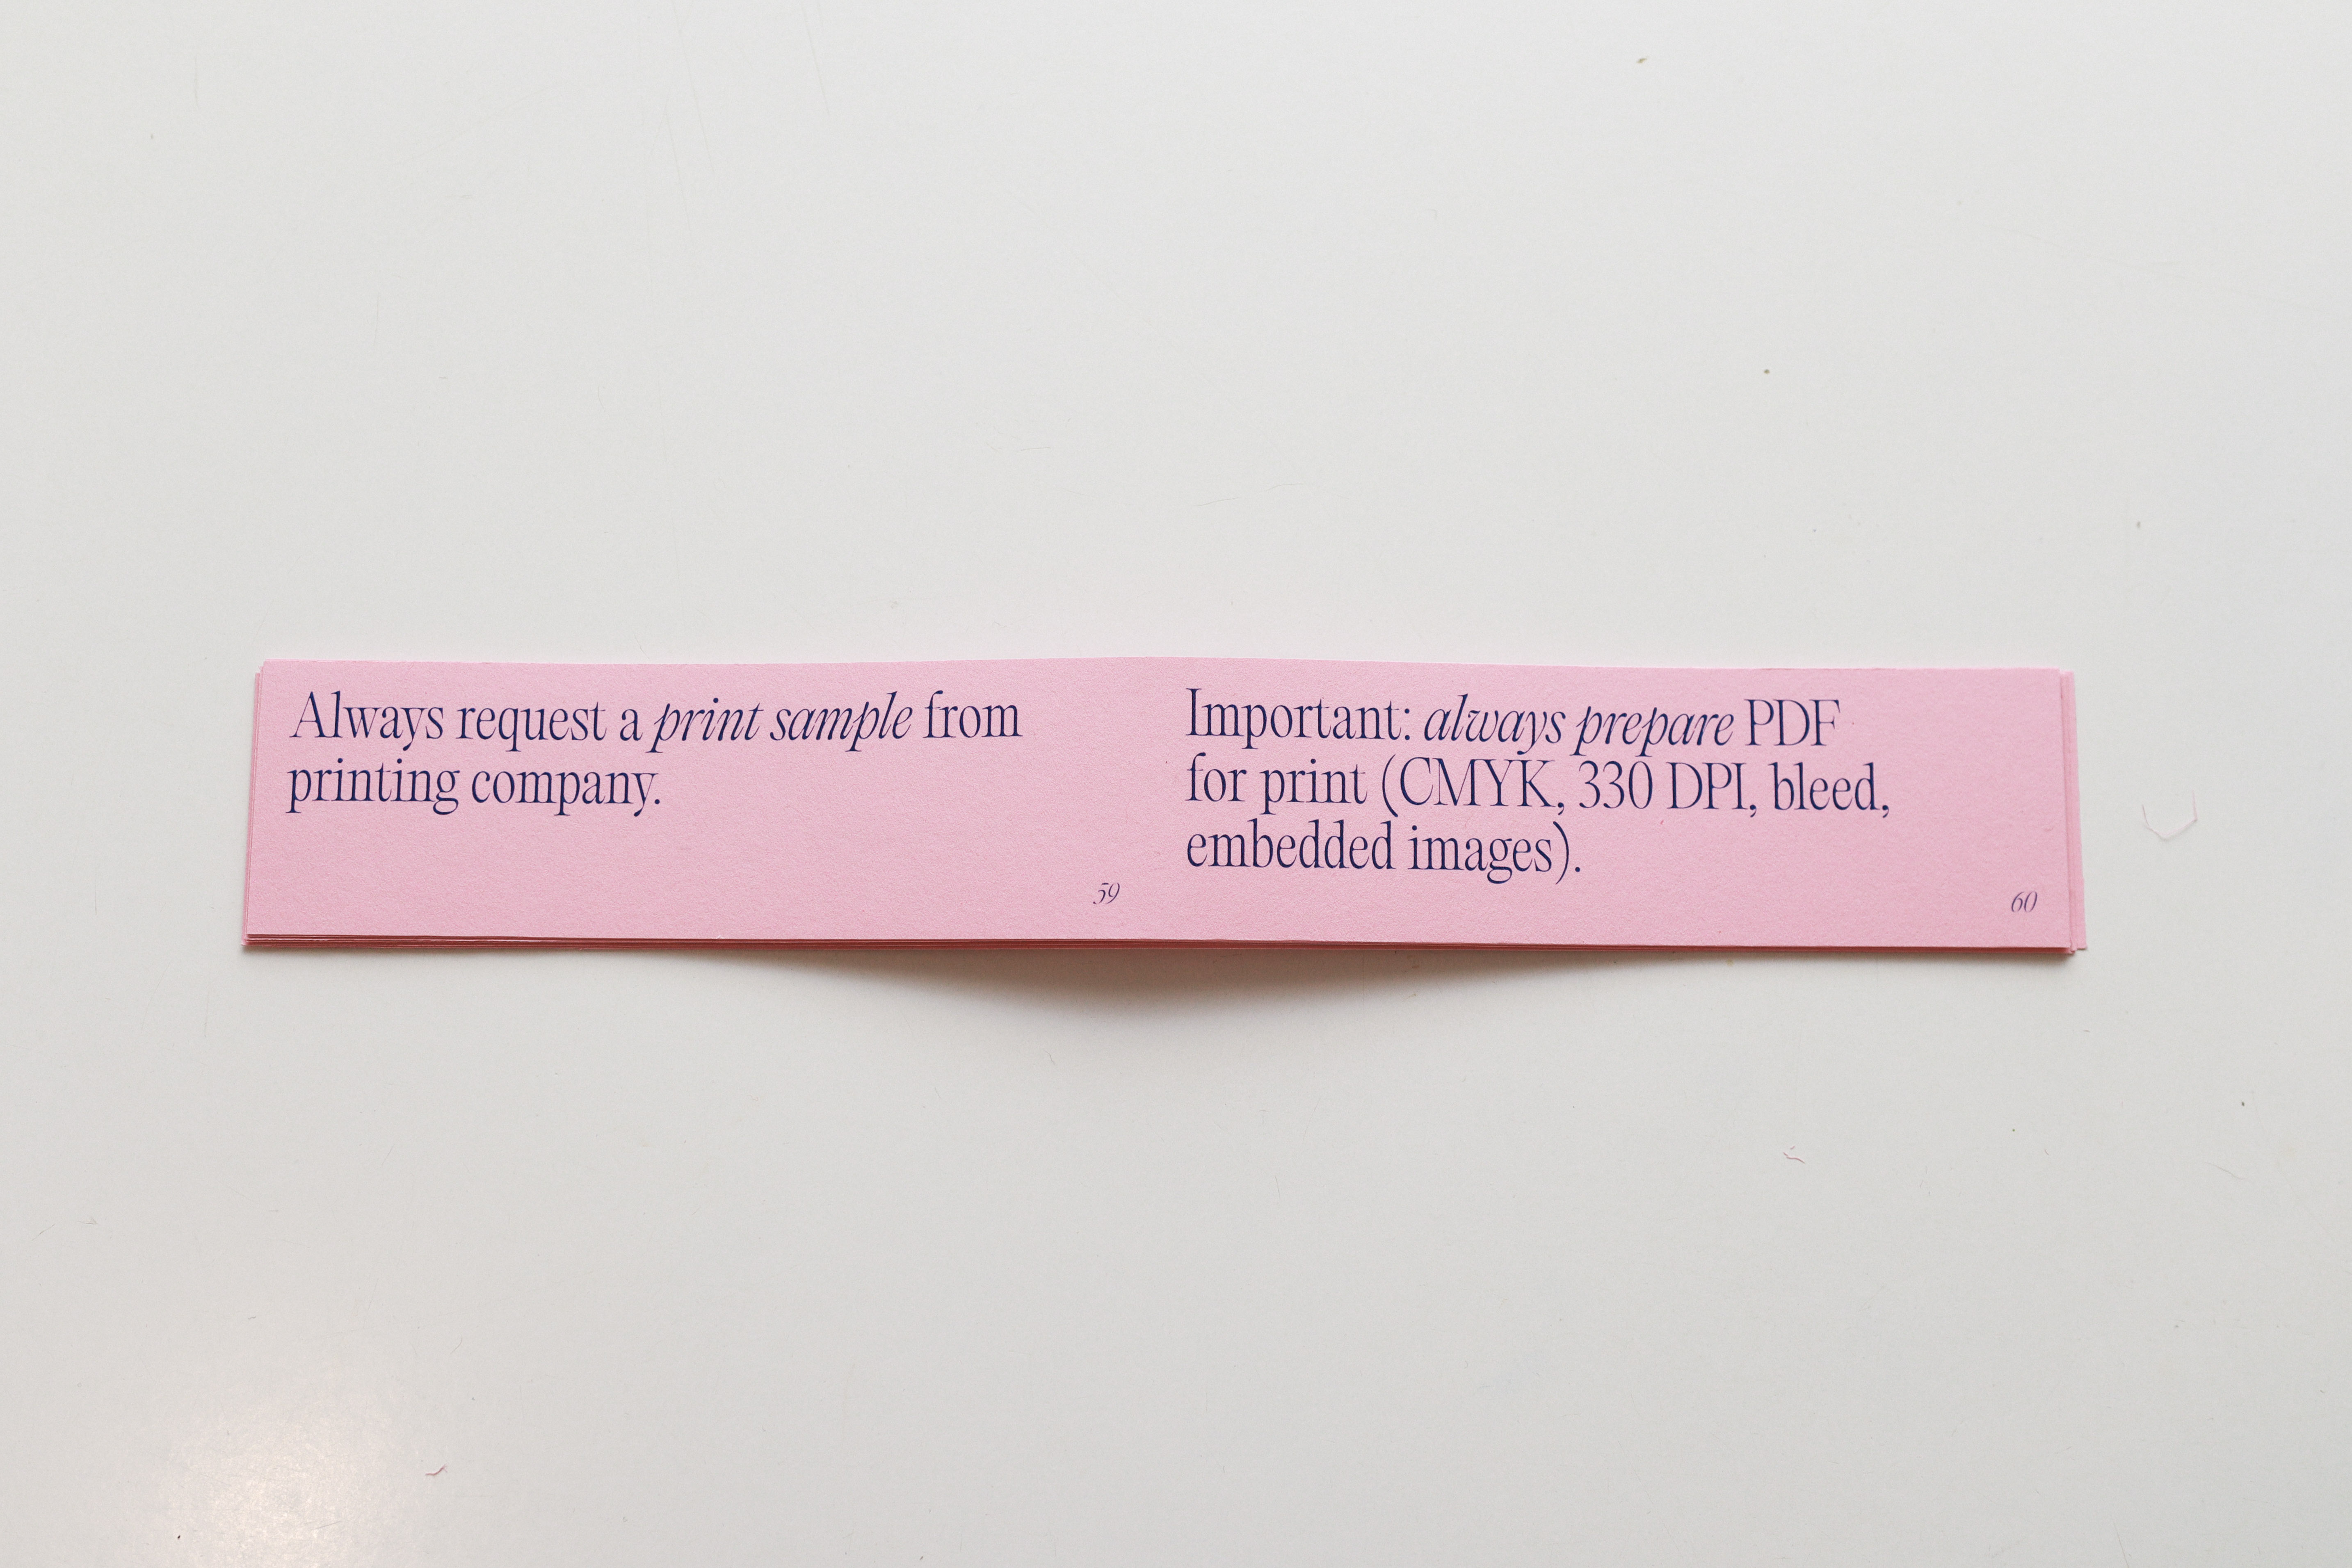 Always request a print sample from
printing company.
59
Important: always prepare PDF
for print (CMYK, 330 DPI, bleed,
embedded images).
60